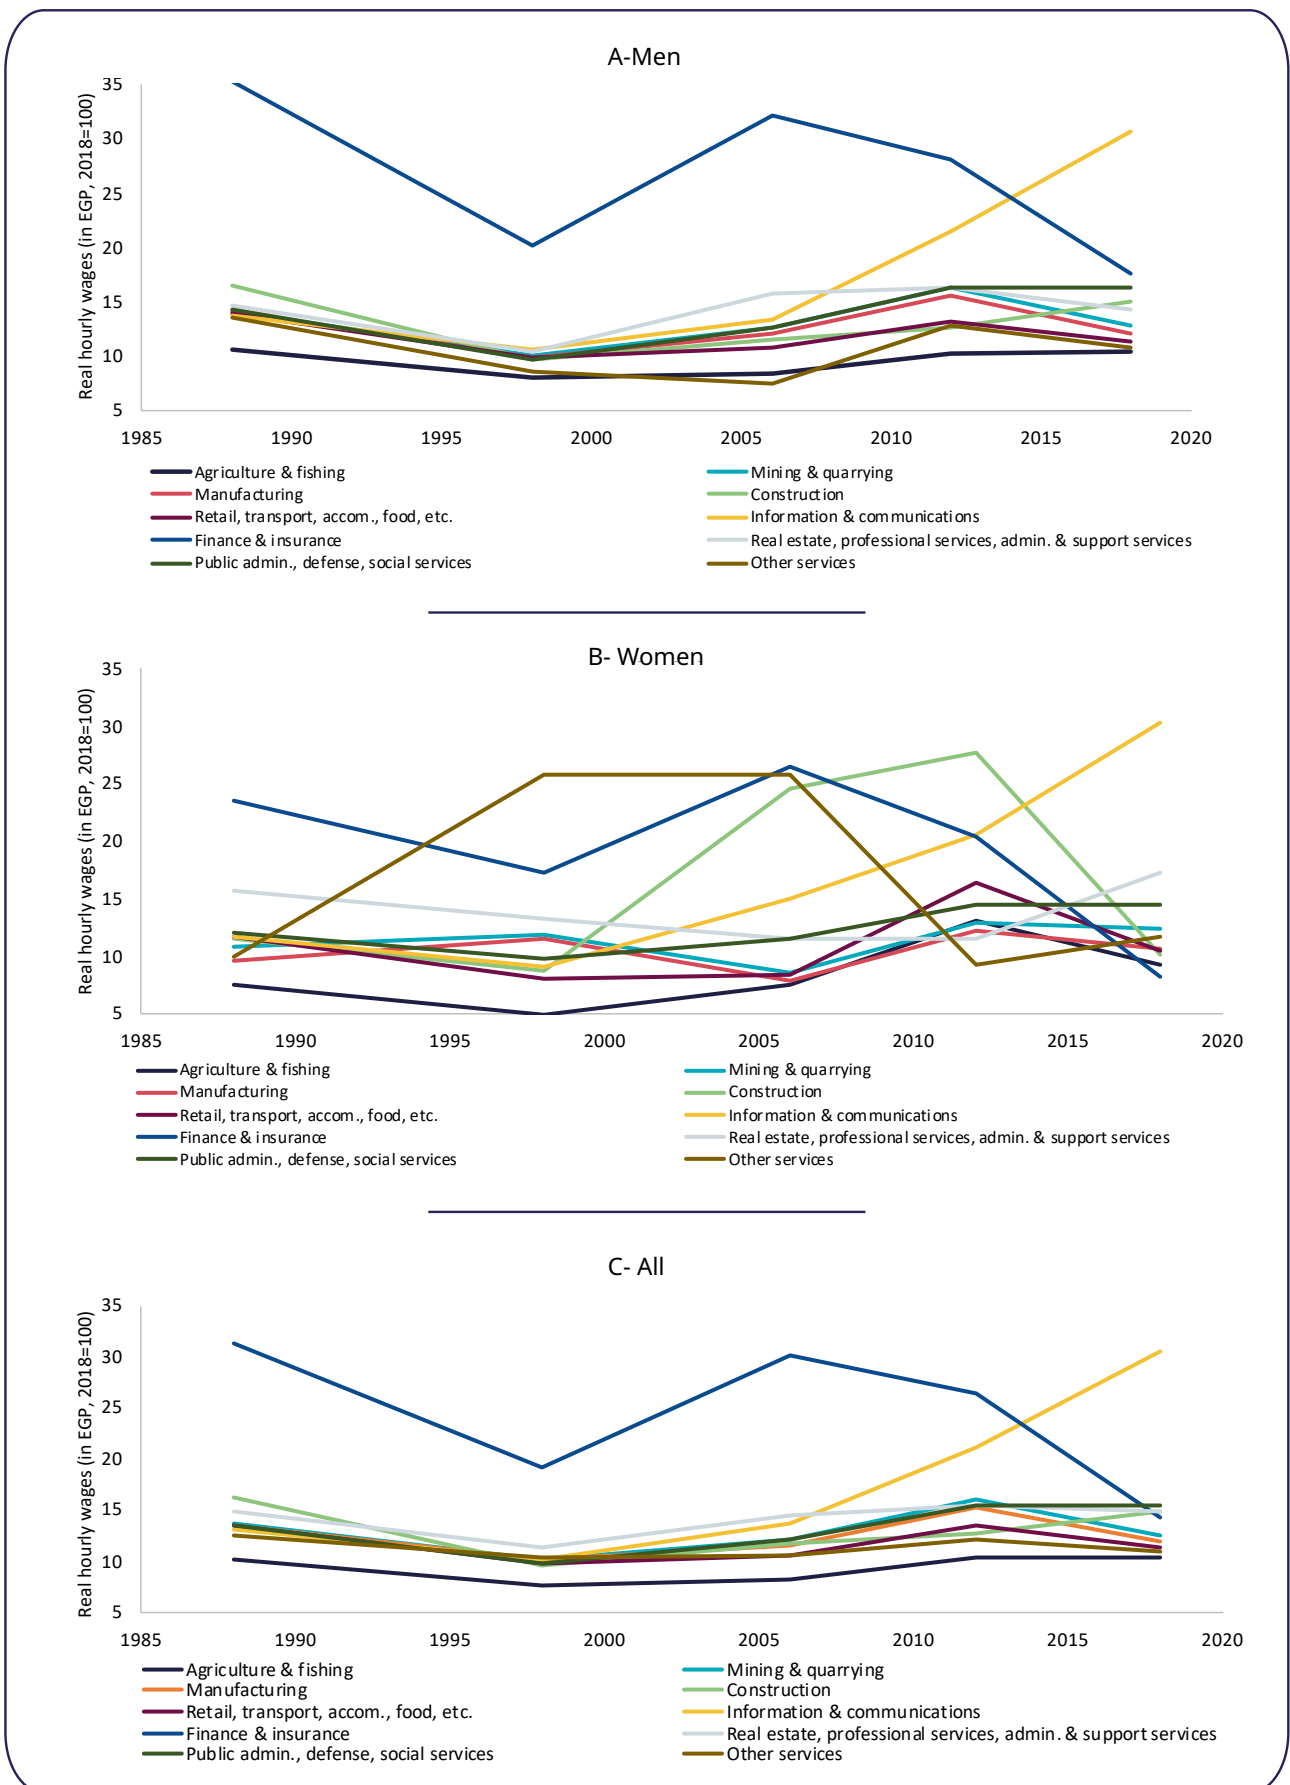 A-Men
Real hourly wages (in EGP, 2018=100)
35
30
25
20
15
10
5
1985 1990 1995 2000 2005 2010 2015 2020
Agriculture & fishing Mining & quarrying
Manufacturing Construction
Retail, transport, accom., food, etc. Information & communications
Finance & insurance Real estate, professional services, admin. & support services
Public admin., defense, social services Other services
B- Women
Real hourly wages (in EGP, 2018=100)
35
30
25
20
15
10
5
1985 1990 1995 2000 2005 2010 2015 2020
Agriculture & fishing Mining & quarrying
Manufacturing Construction
Retail, transport, accom., food, etc. Information & communications
Finance & insurance Real estate, professional services, admin. & support services
Public admin., defense, social services Other services
C- All
Real hourly wages (in EGP, 2018=100)
35
30
25
20
15
10
5
1985 1990 1995 2000 2005 2010 2015 2020
Agriculture & fishing Mining & quarrying
Manufacturing Construction
Retail, transport, accom., food, etc. Information & communications
Finance & insurance Real estate, professional services, admin. & support services
Public admin., defense, social services Other services